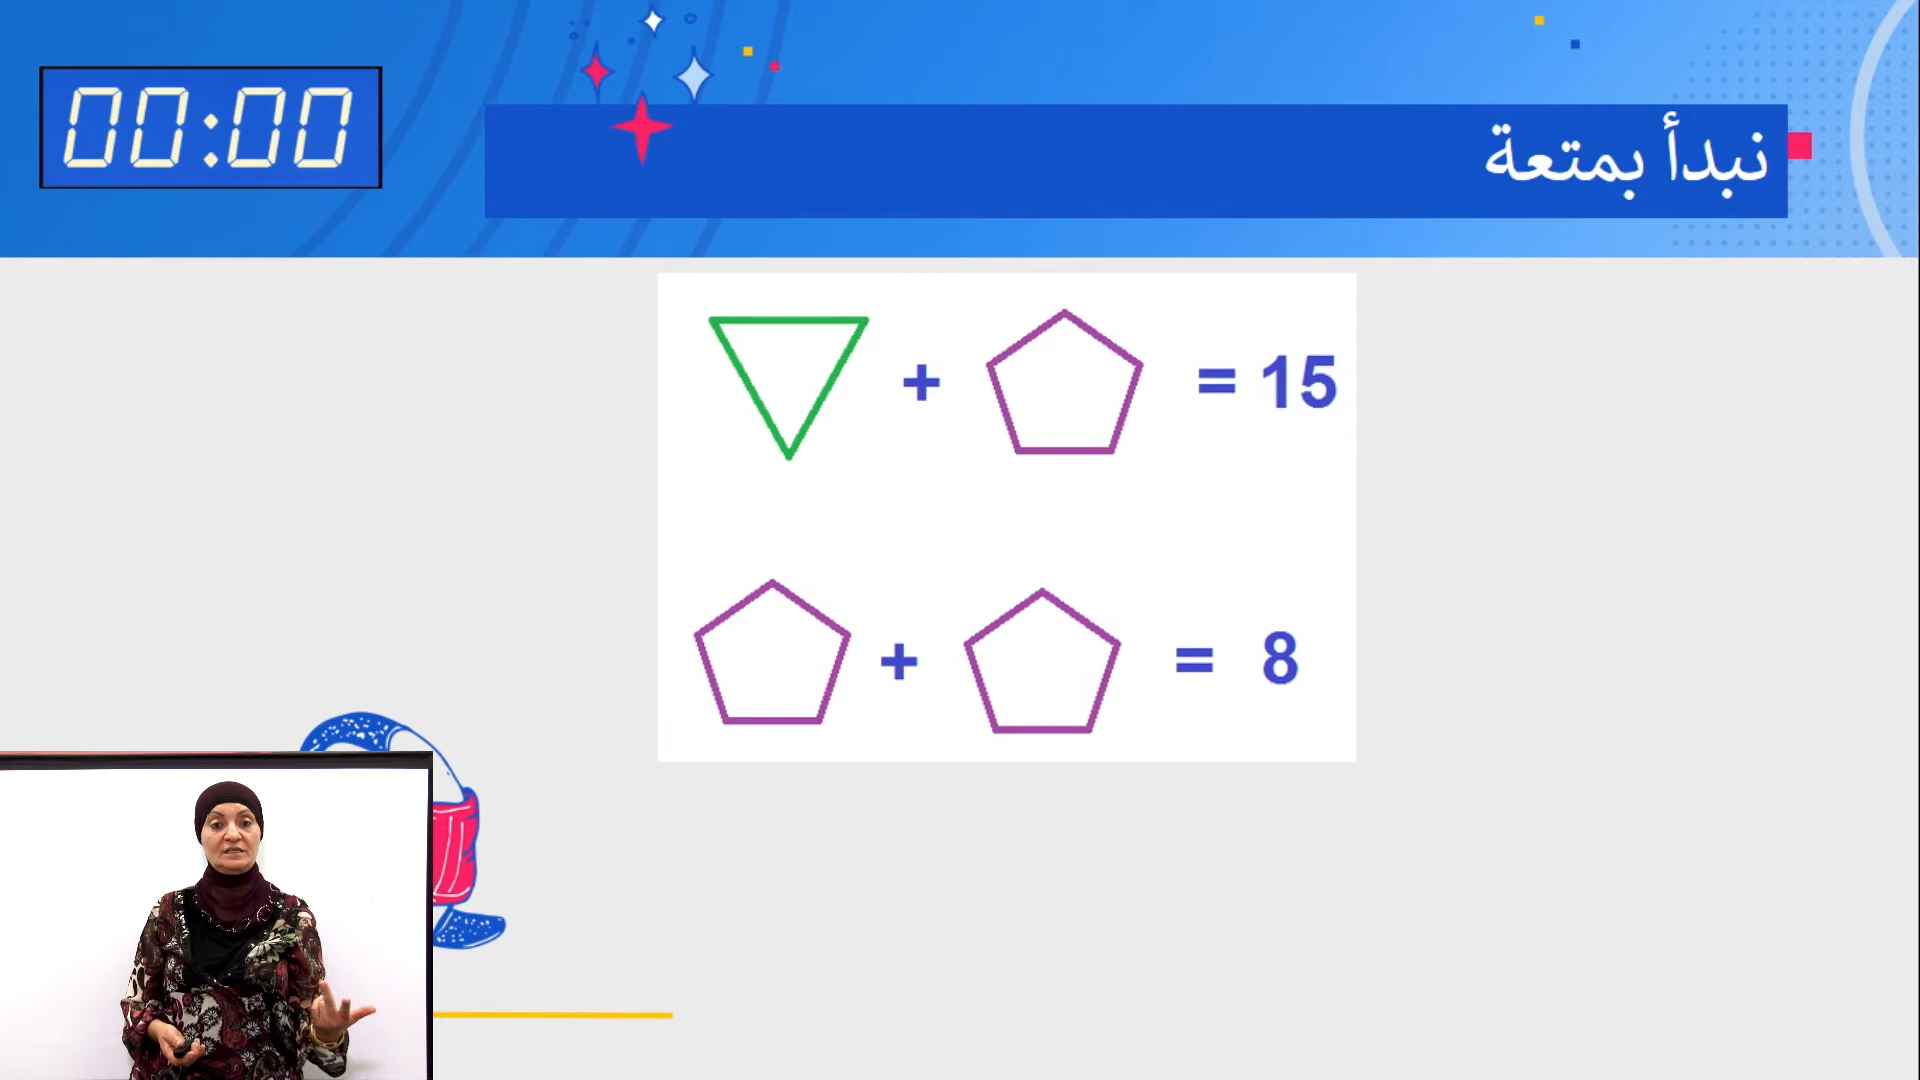 00:00
نبدأ بمتعة
+ = 15
+ = 8